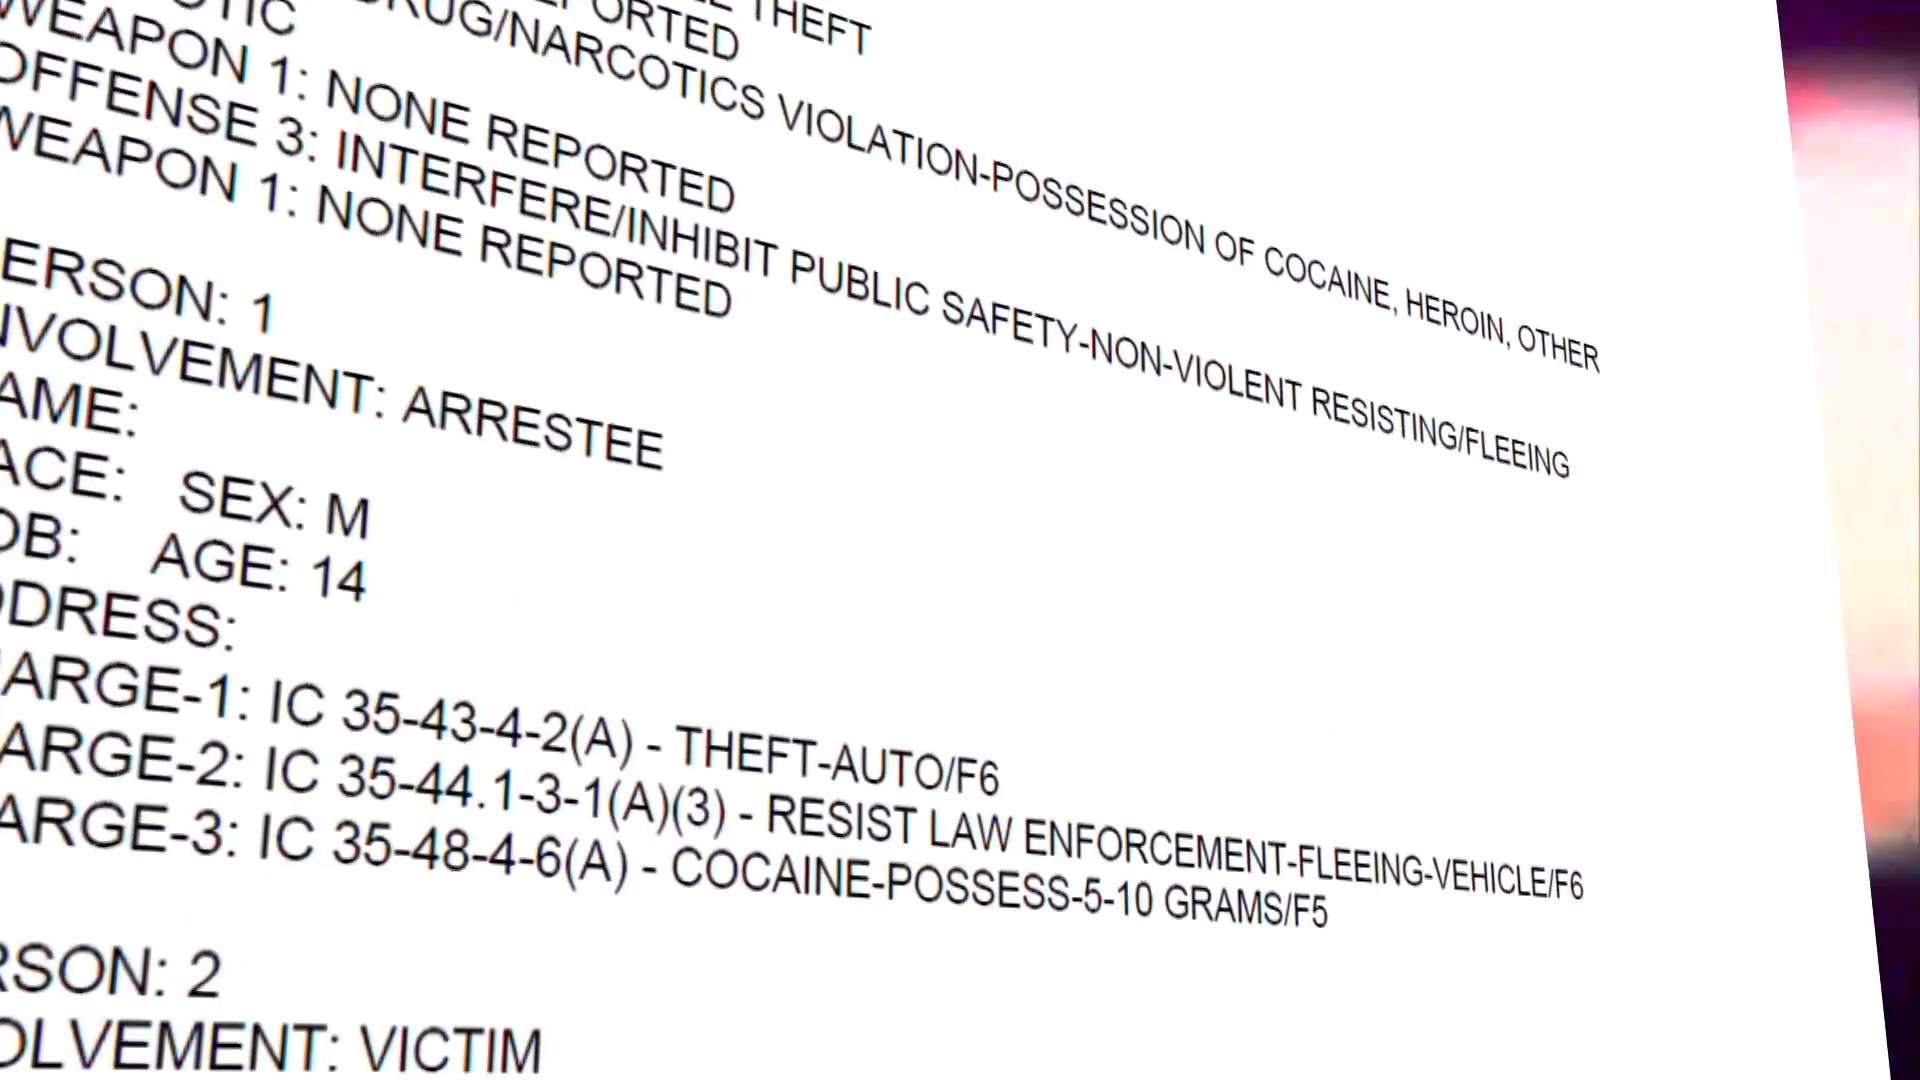 THEFT
PORTED
DRUG/NARCOTICS VIOLATION-POSSESSION OF COCAINE, HEROIN, OTHER
WEAPON 1: NONE REPORTED
OFFENSE 3: INTERFERE/INHIBIT PUBLIC SAFETY-NON-VIOLENT RESISTING/FLEEING
WEAPON 1: NONE REPORTED
ERSON: 1
NVOLVEMENT: ARRESTEE
AME:
ACE: SEX: M
OB: AGE: 14
DDRESS:
ARGE-1: IC 35-43-4-2(A) - THEFT-AUTO/F6
ARGE-2: IC 35-44.1-3-1(A)(3) - RESIST LAW ENFORCEMENT-FLEEING-VEHICLE/F6
ARGE-3: IC 35-48-4-6(A) - COCAINE-POSSESS-5-10 GRAMS/F5
RSON: 2
OLVEMENT: VICTIM